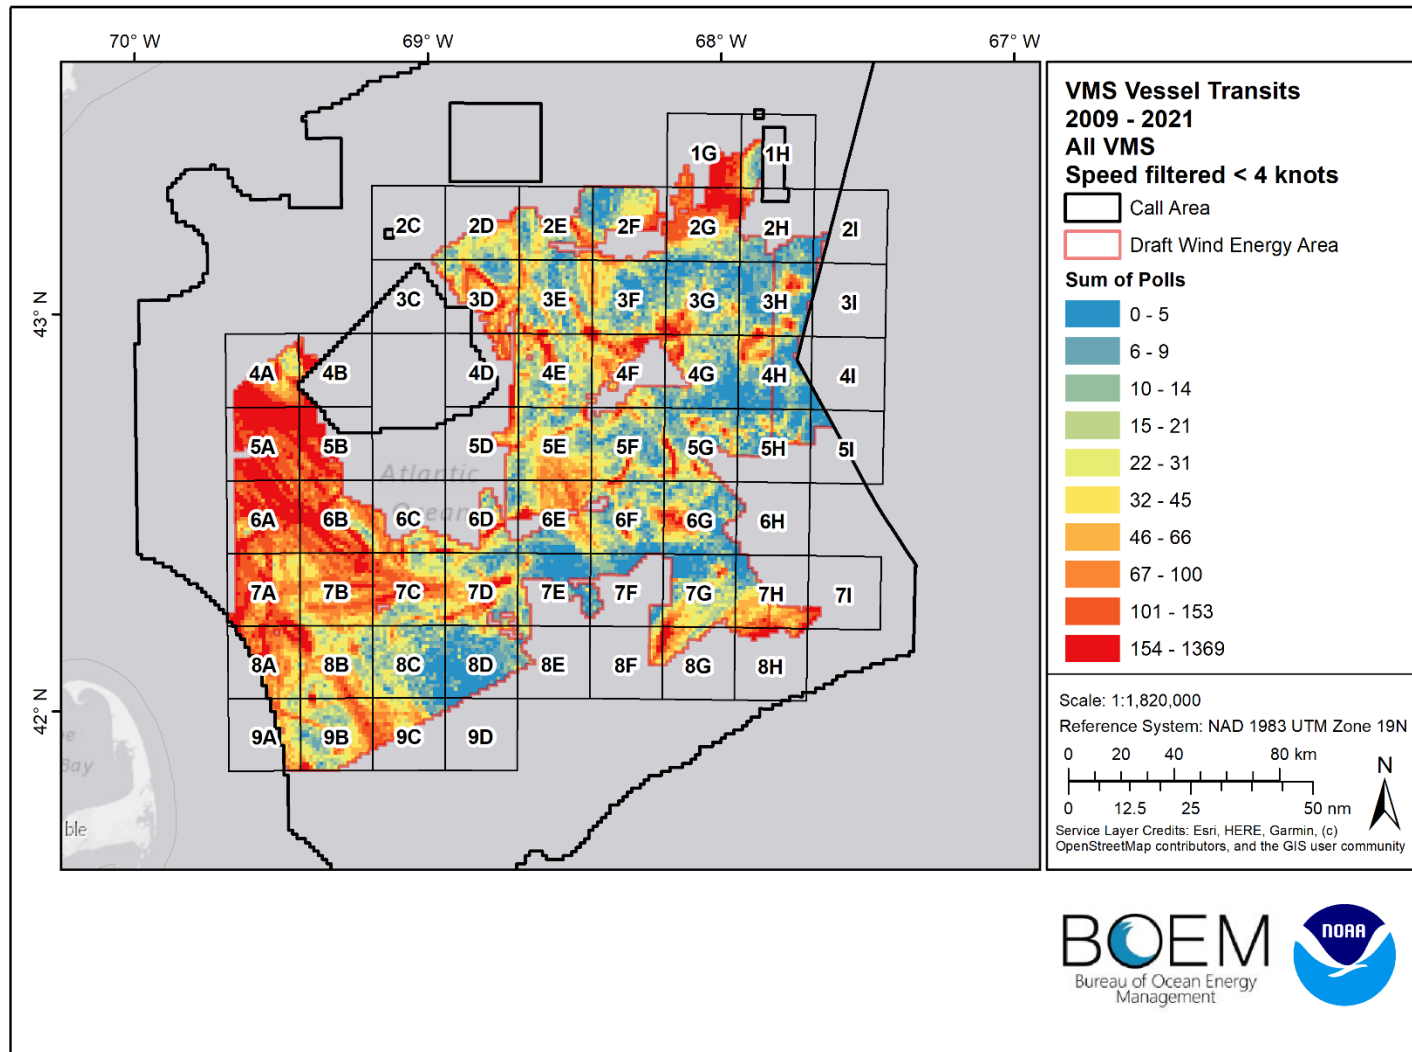 70° W 69° W 68° W 67° W
43° N
42° N
1G 1H
2C 2D 2E 2F 2G 2H 2I
3C 3D 3E 3F 3G 3H 3I
4A 4B 4D 4E 4F 4G 4H 4I
5A 5B 5D 5E 5F 5G 5H 5I
Atlantic
Ocean
6A 6B 6C 6D 6E 6F 6G 6H
7A 7B 7C 7D 7E 7F 7G 7H 7I
8A 8B 8C 8D 8E 8F 8G 8H
9A 9B 9C 9D
Bay
ble
VMS Vessel Transits
2009 - 2021
All VMS
Speed filtered < 4 knots
Call Area
Draft Wind Energy Area
Sum of Polls
0 - 5
6 - 9
10 - 14
15 - 21
22 - 31
32 - 45
46 - 66
67 - 100
101 - 153
154 - 1369
Scale: 1:1,820,000
Reference System: NAD 1983 UTM Zone 19N
0 20 40 80 km
N
0 12.5 25 50 nm
Service Layer Credits: Esri, HERE, Garmin, (c)
OpenStreetMap contributors, and the GIS user community
BOEM
Bureau of Ocean Energy
Management
NOAA